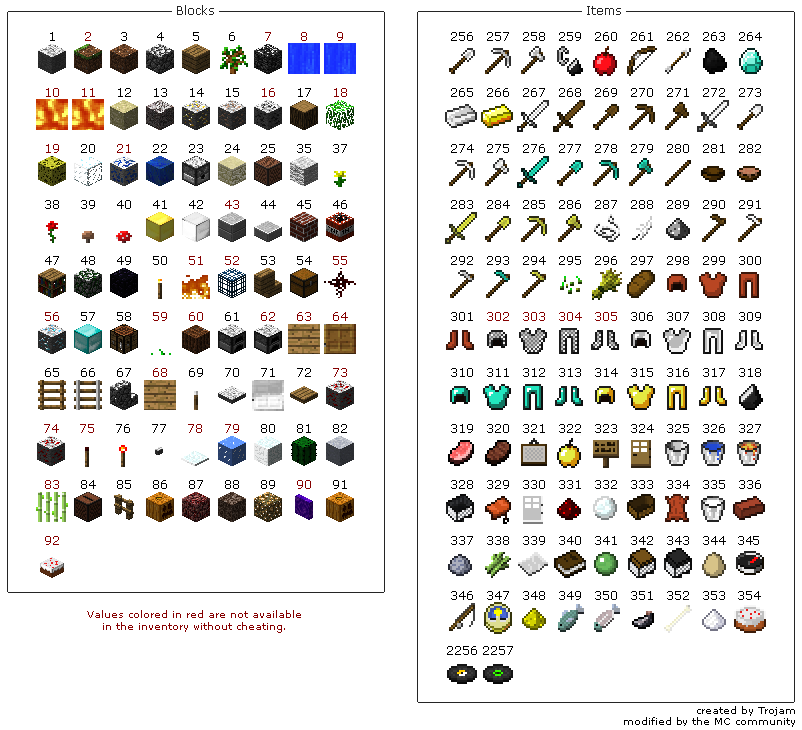 Blocks
1 2 3 4 5 6 7 8 9
10 11 12 13 14 15 16 17 18
19 20 21 22 23 24 25 35 37
38 39 40 41 42 43 44 45 46
47 48 49 50 51 52 53 54 55
56 57 58 59 60 61 62 63 64
65 66 67 68 69 70 71 72 73
74 75 76 77 78 79 80 81 82
83 84 85 86 87 88 89 90 91
92
Values colored in red are not available
in the inventory without cheating.
Items
256 257 258 259 260 261 262 263 264
265 266 267 268 269 270 271 272 273
274 275 276 277 278 279 280 281 282
283 284 285 286 287 288 289 290 291
292 293 294 295 296 297 298 299 300
301 302 303 304 305 306 307 308 309
310 311 312 313 314 315 316 317 318
319 320 321 322 323 324 325 326 327
328 329 330 331 332 333 334 335 336
337 338 339 340 341 342 343 344 345
346 347 348 349 350 351 352 353 354
2256 2257
created by Trojam
modified by the MC community